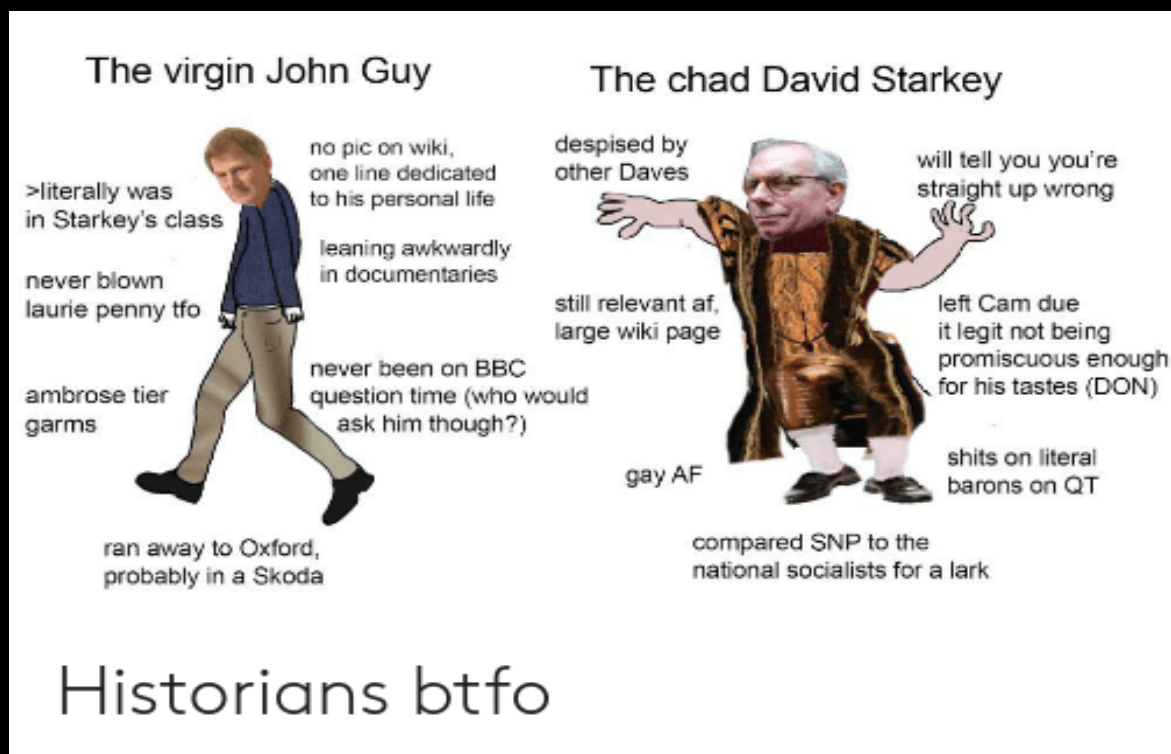 The virgin John Guy
no pic on wiki,
one line dedicated
to his personal life
>literally was
in Starkey's class
leaning awkwardly
in documentaries
never blown
laurie penny tfo
never been on BBC
question time (who would
ask him though?)
ambrose tier
garms
ran away to Oxford,
probably in a Skoda
The chad David Starkey
despised by
other Daves
will tell you you're
straight up wrong
still relevant af,
large wiki page
left Cam due
it legit not being
promiscuous enough
for his tastes (DON)
gay AF
shits on literal
barons on QT
compared SNP to the
national socialists for a lark
Historians btfo